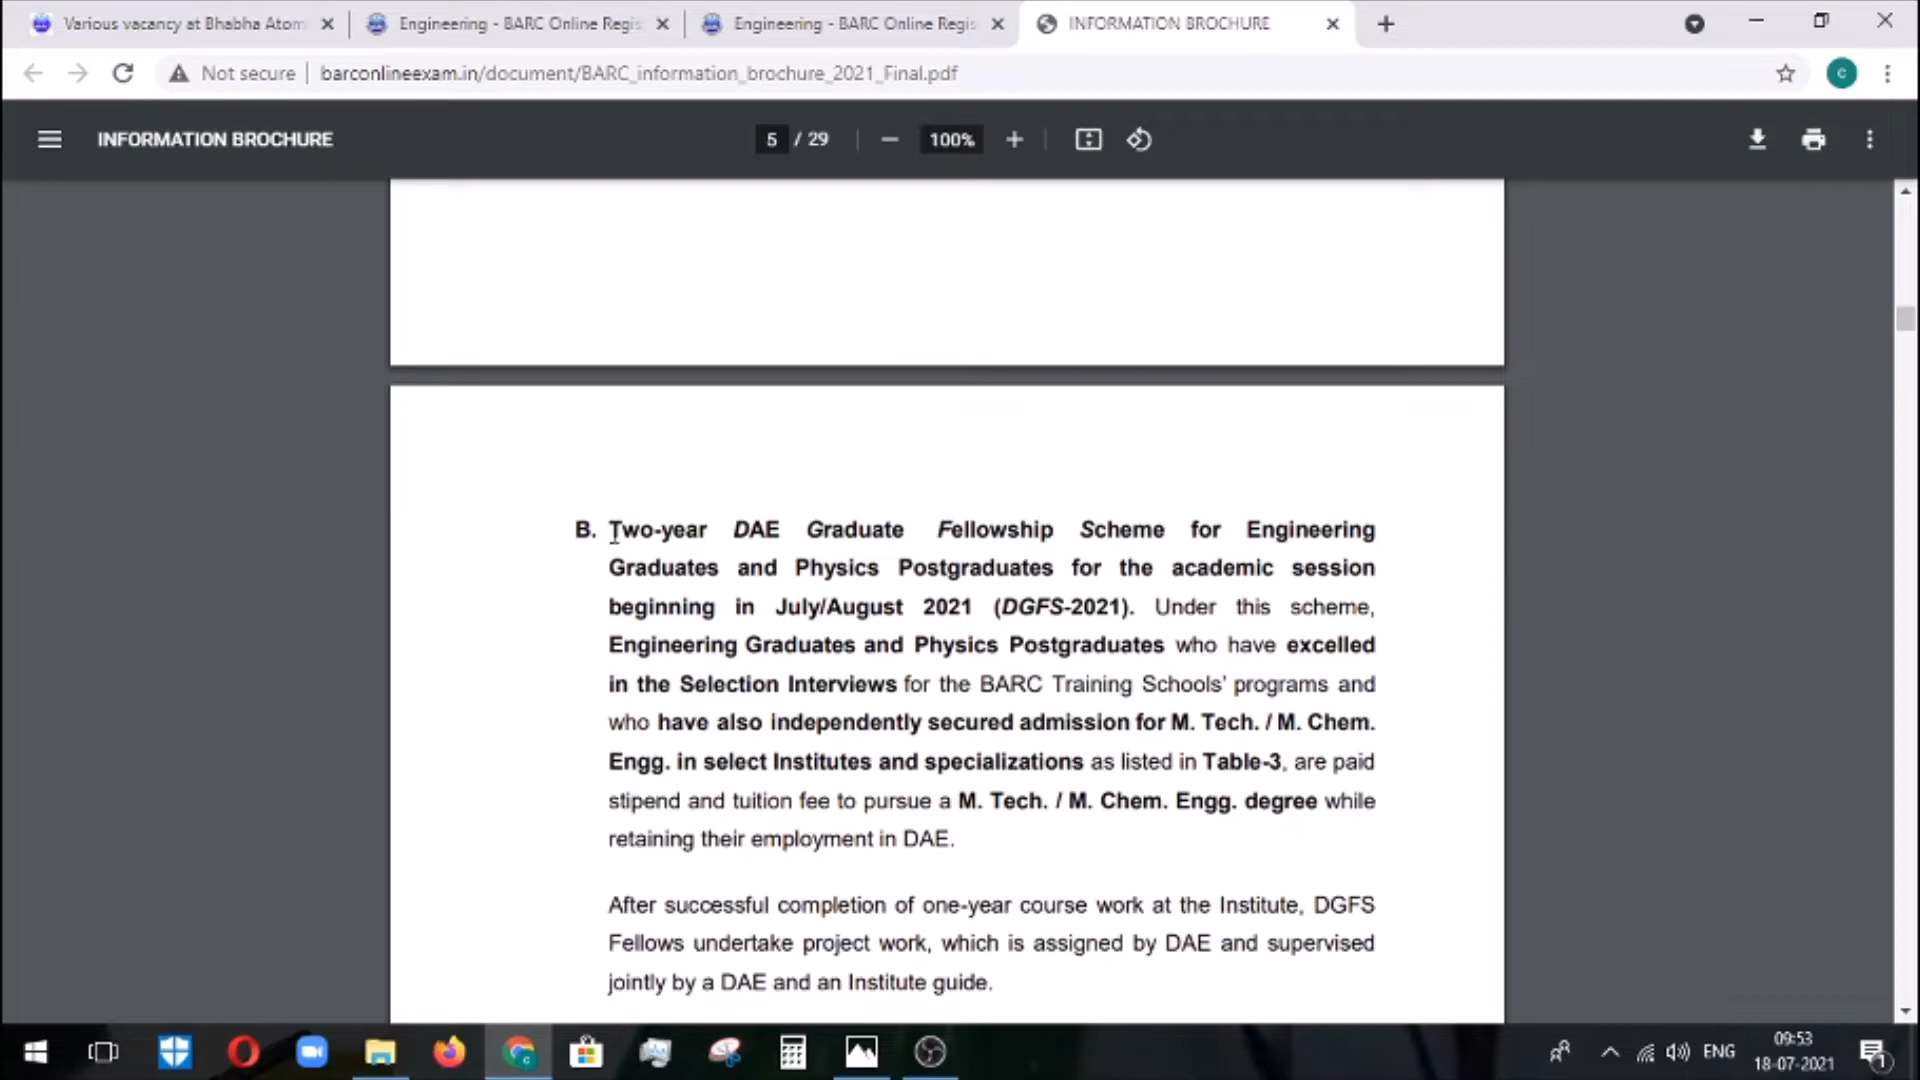 Various vacancy at Bhabha Atom
Engineering - BARC Online Regis
Engineering - BARC Online Regis
INFORMATION BROCHURE
Not secure
barconlineexam.in/document/BARC_information_brochure_2021_Final.pdf
C
INFORMATION BROCHURE
5 / 29
100%
B. Two-year DAE Graduate Fellowship Scheme for Engineering
Graduates and Physics Postgraduates for the academic session
beginning in July/August 2021 (DGFS-2021). Under this scheme,
Engineering Graduates and Physics Postgraduates who have excelled
in the Selection Interviews for the BARC Training Schools' programs and
who have also independently secured admission for M. Tech. / M. Chem.
Engg. in select Institutes and specializations as listed in Table-3, are paid
stipend and tuition fee to pursue a M. Tech. / M. Chem. Engg. degree while
retaining their employment in DAE.
After successful completion of one-year course work at the Institute, DGFS
Fellows undertake project work, which is assigned by DAE and supervised
jointly by a DAE and an Institute guide.
ENG
09:53
18-07-2021
1